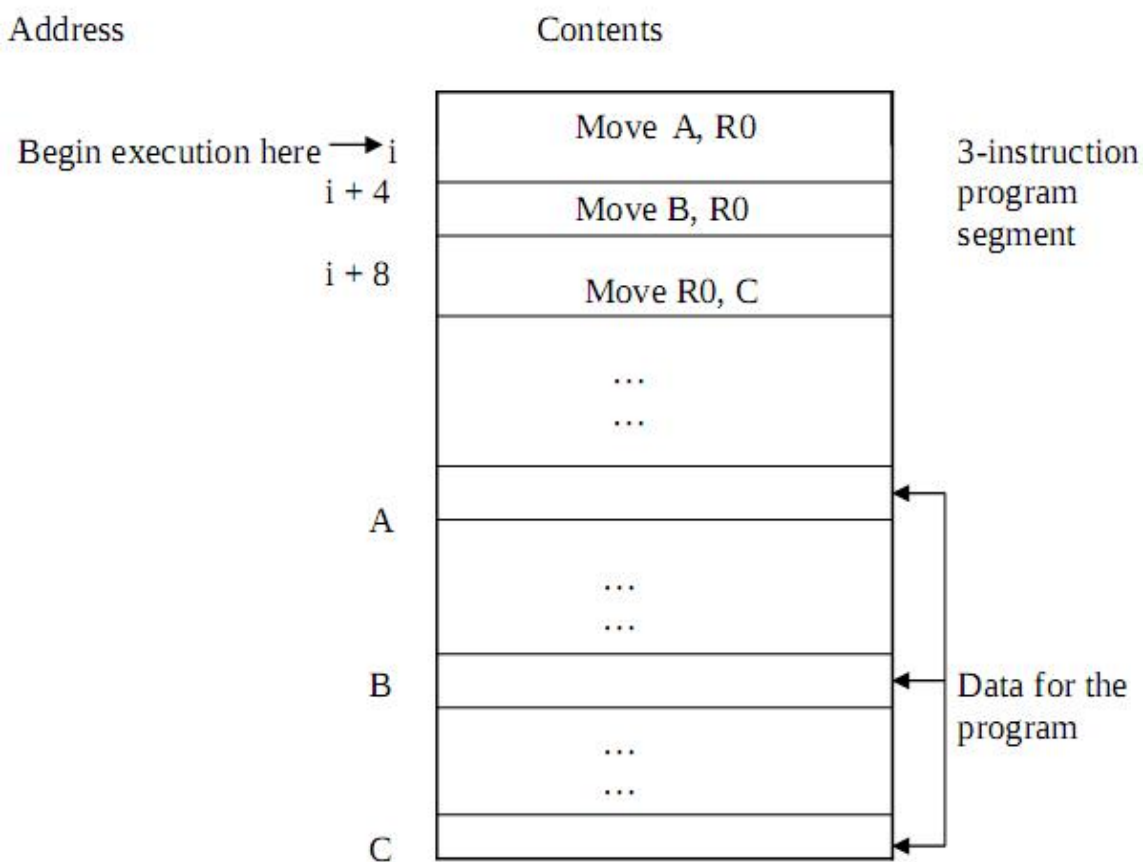 Address Contents
Move A, R0
Begin execution here i
3-instruction
program
segment
i + 4
Move B, R0
i + 8
Move R0, C
...
...
A
...
...
B
Data for the
program
...
...
C